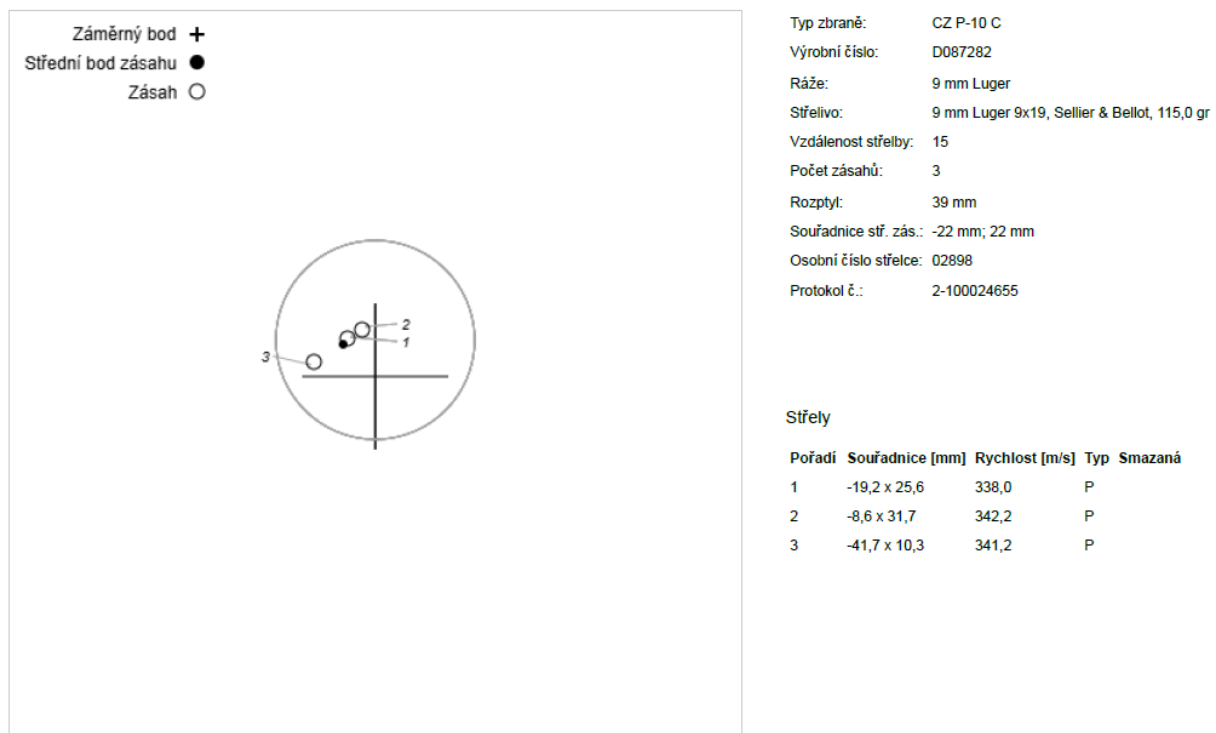 Záměrný bod
Střední bod zásahu
Zásah
2
1
3
Typ zbraně: CZ P-10 C
Výrobní číslo: D087282
Ráže: 9 mm Luger
Střelivo: 9 mm Luger 9x19, Sellier & Bellot, 115,0 gr
Vzdálenost střelby: 15
Počet zásahů: 3
Rozptyl: 39 mm
Souřadnice stř. zás.: -22 mm; 22 mm
Osobní číslo střelce: 02898
Protokol č.: 2-100024655
Střely
Pořadí Souřadnice [mm] Rychlost [m/s] Typ Smazaná
1 -19,2 x 25,6 338,0 P
2 -8,6 x 31,7 342,2 P
3 -41,7 x 10,3 341,2 P